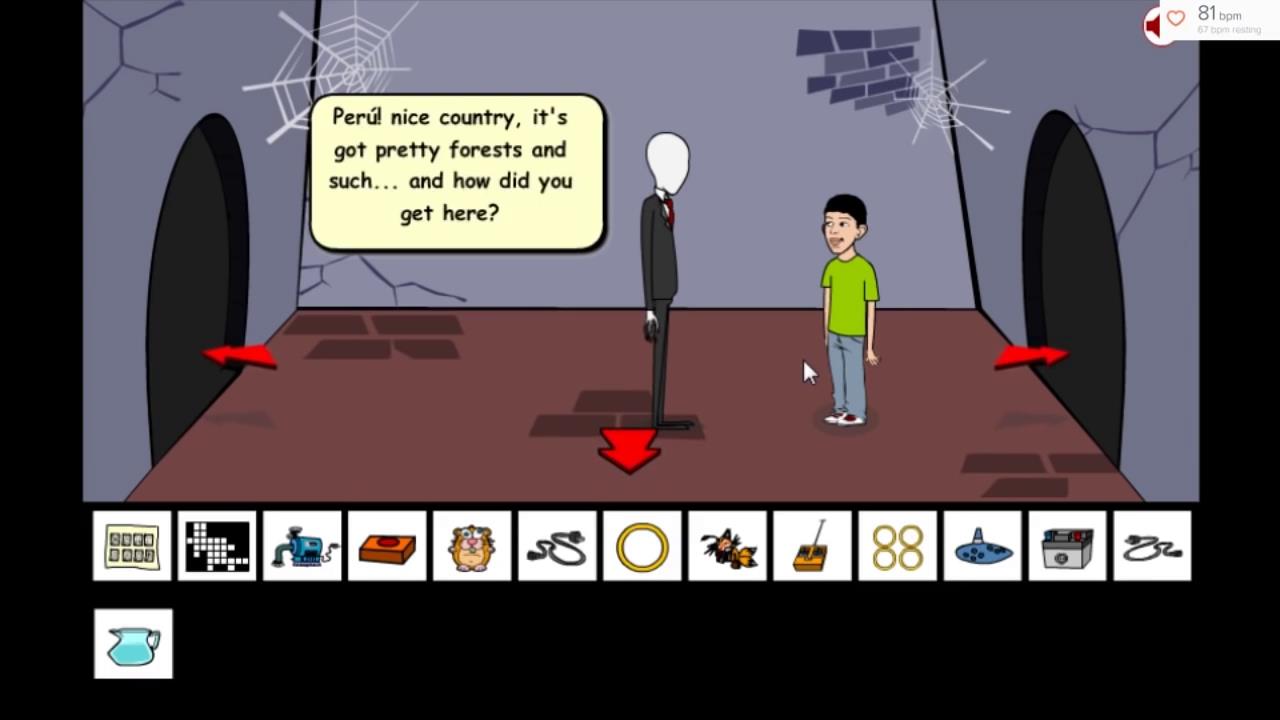 81 bpm
67 bpm resting
Perú! nice country, it's
got pretty forests and
such... and how did you
get here?